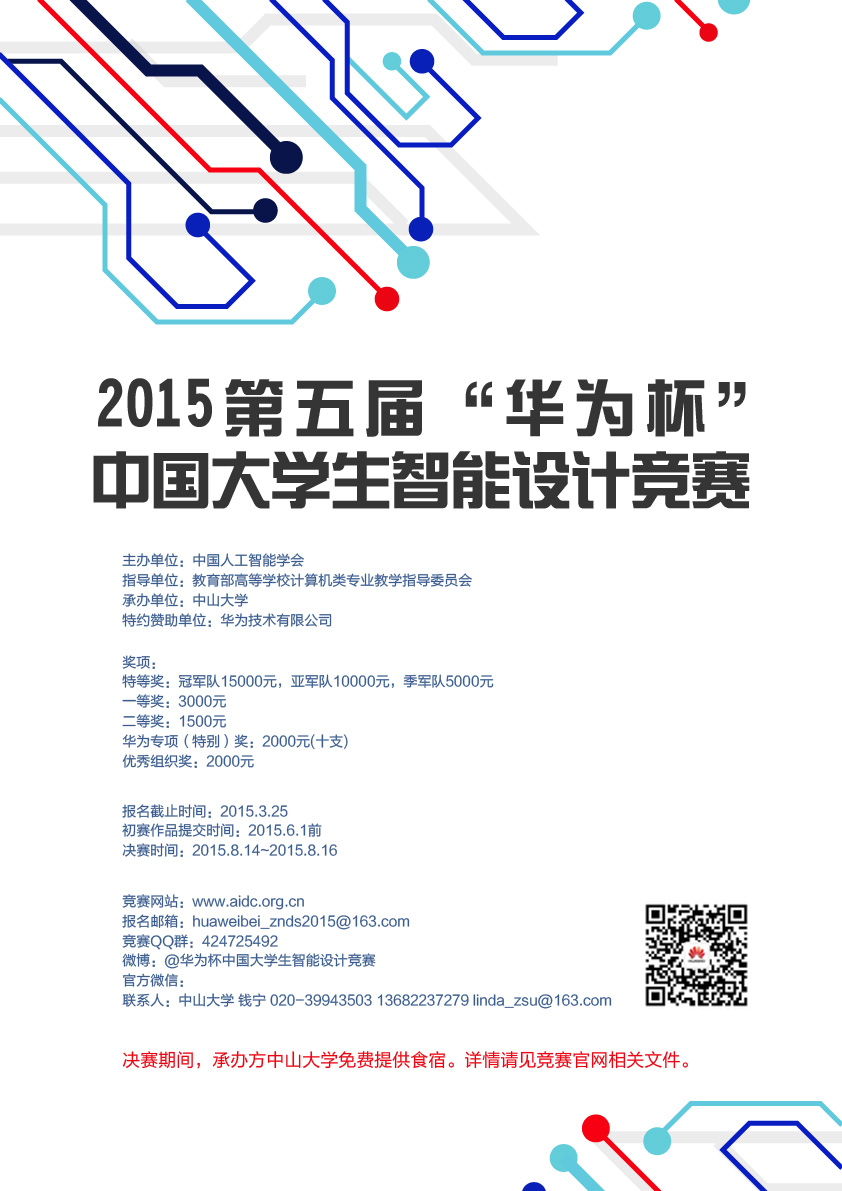 2015第五届“华为杯”
中国大学生智能设计竞赛
主办单位：中国人工智能学会
指导单位：教育部高等学校计算机类专业教学指导委员会
承办单位：中山大学
特约赞助单位：华为技术有限公司
奖项：
特等奖：冠军队15000元，亚军队10000元，季军队5000元
一等奖：3000元
二等奖：1500元
华为专项（特别）奖：2000元(十支)
优秀组织奖：2000元
报名截止时间：2015.3.25
初赛作品提交时间：2015.6.1前
决赛时间：2015.8.14~2015.8.16
竞赛网站：www.aidc.org.cn
报名邮箱：huaweibei_znds2015@163.com
竞赛QQ群：424725492
微博：@华为杯中国大学生智能设计竞赛
官方微信：
联系人：中山大学 钱宁 020-39943503 13682237279 linda_zsu@163.com
HUAWEI
决赛期间，承办方中山大学免费提供食宿。详情请见竞赛官网相关文件。